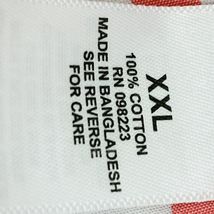 XXL
100% COTTON
RN 098223
MADE IN BANGLADESH
SEE REVERSE
FOR CARE